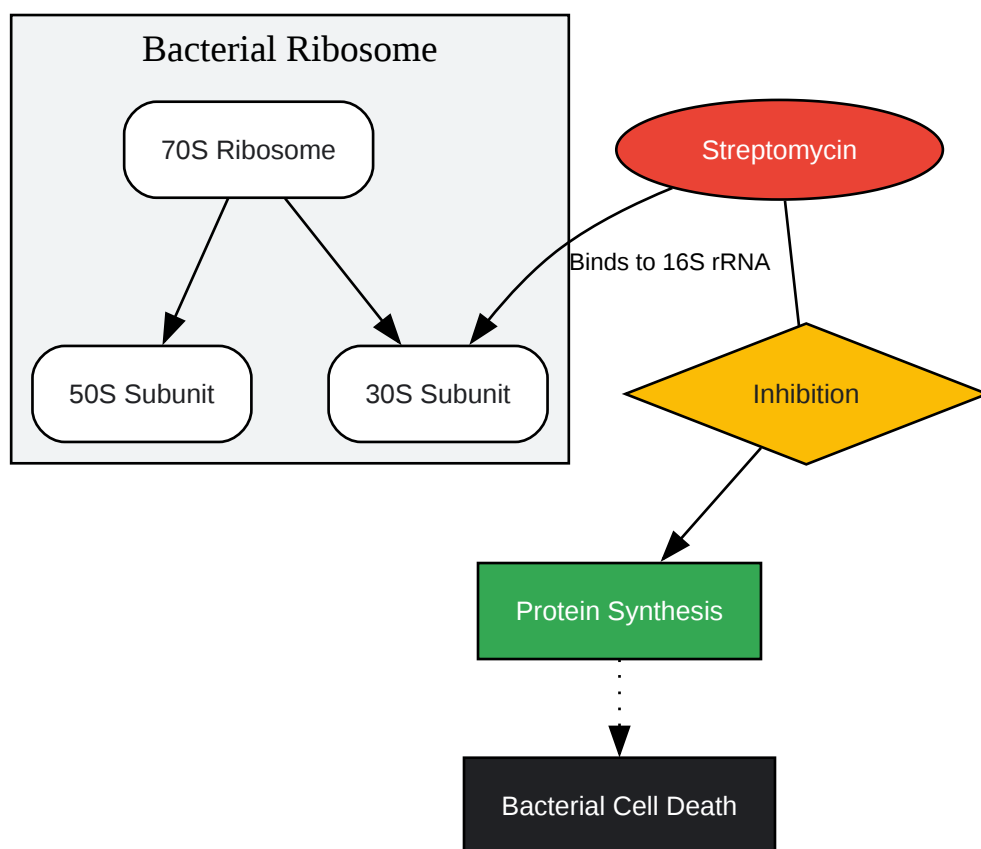 Bacterial Ribosome
70S Ribosome
Streptomycin
Binds to 16S rRNA
50S Subunit
30S Subunit
Inhibition
Protein Synthesis
Bacterial Cell Death